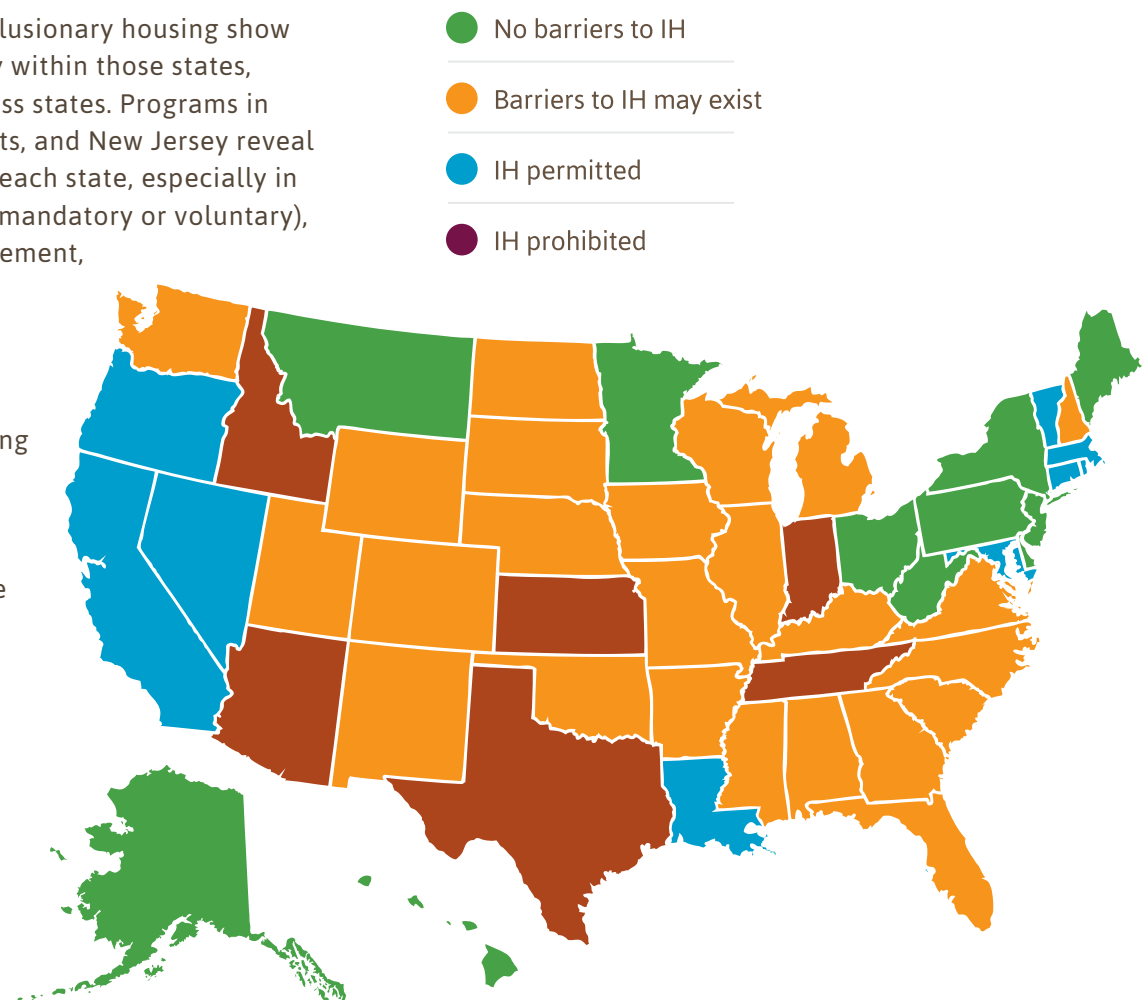 lusionary housing show
within those states,
ss states. Programs in
ts, and New Jersey reveal
each state, especially in
mandatory or voluntary),
ement,
ng
e
No barriers to IH
Barriers to IH may exist
IH permitted
IH prohibited